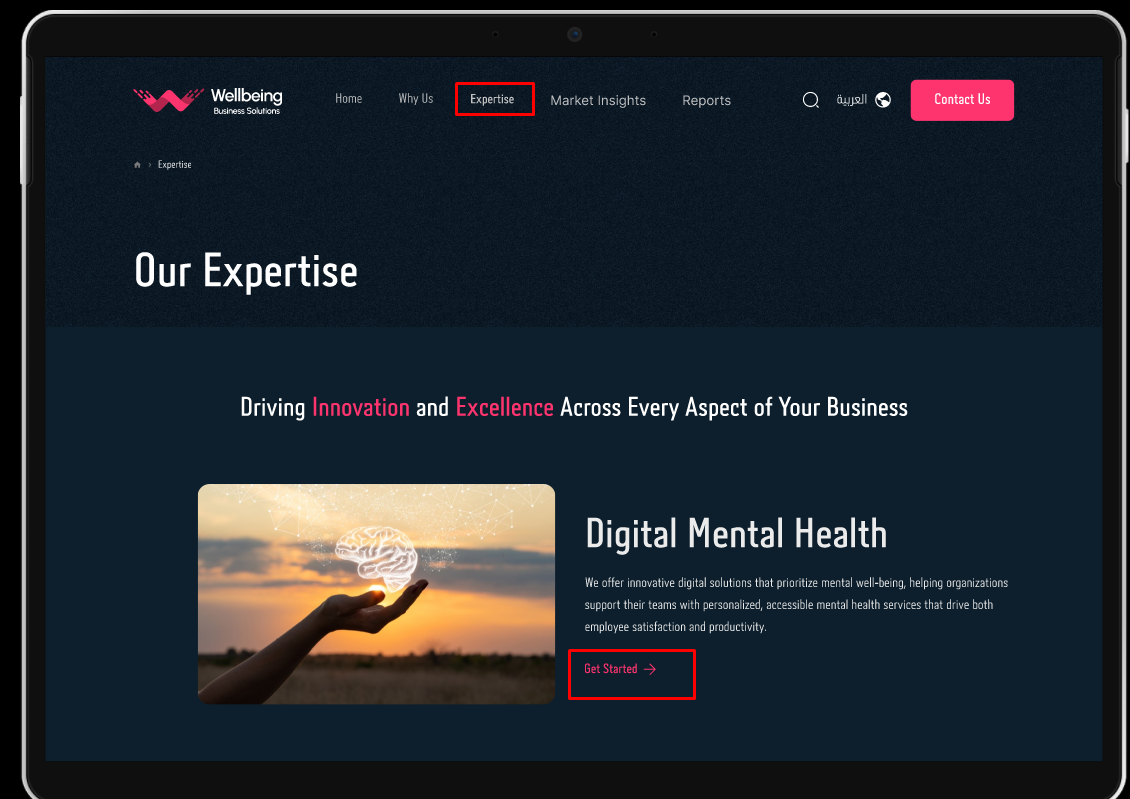 Wellbeing
Business Solutions
Home
Why Us
Expertise
Market Insights
Reports
العربية
Contact Us
Expertise
Our Expertise
Driving Innovation and Excellence Across Every Aspect of Your Business
Digital Mental Health
We offer innovative digital solutions that prioritize mental well-being, helping organizations
support their teams with personalized, accessible mental health services that drive both
employee satisfaction and productivity.
Get Started